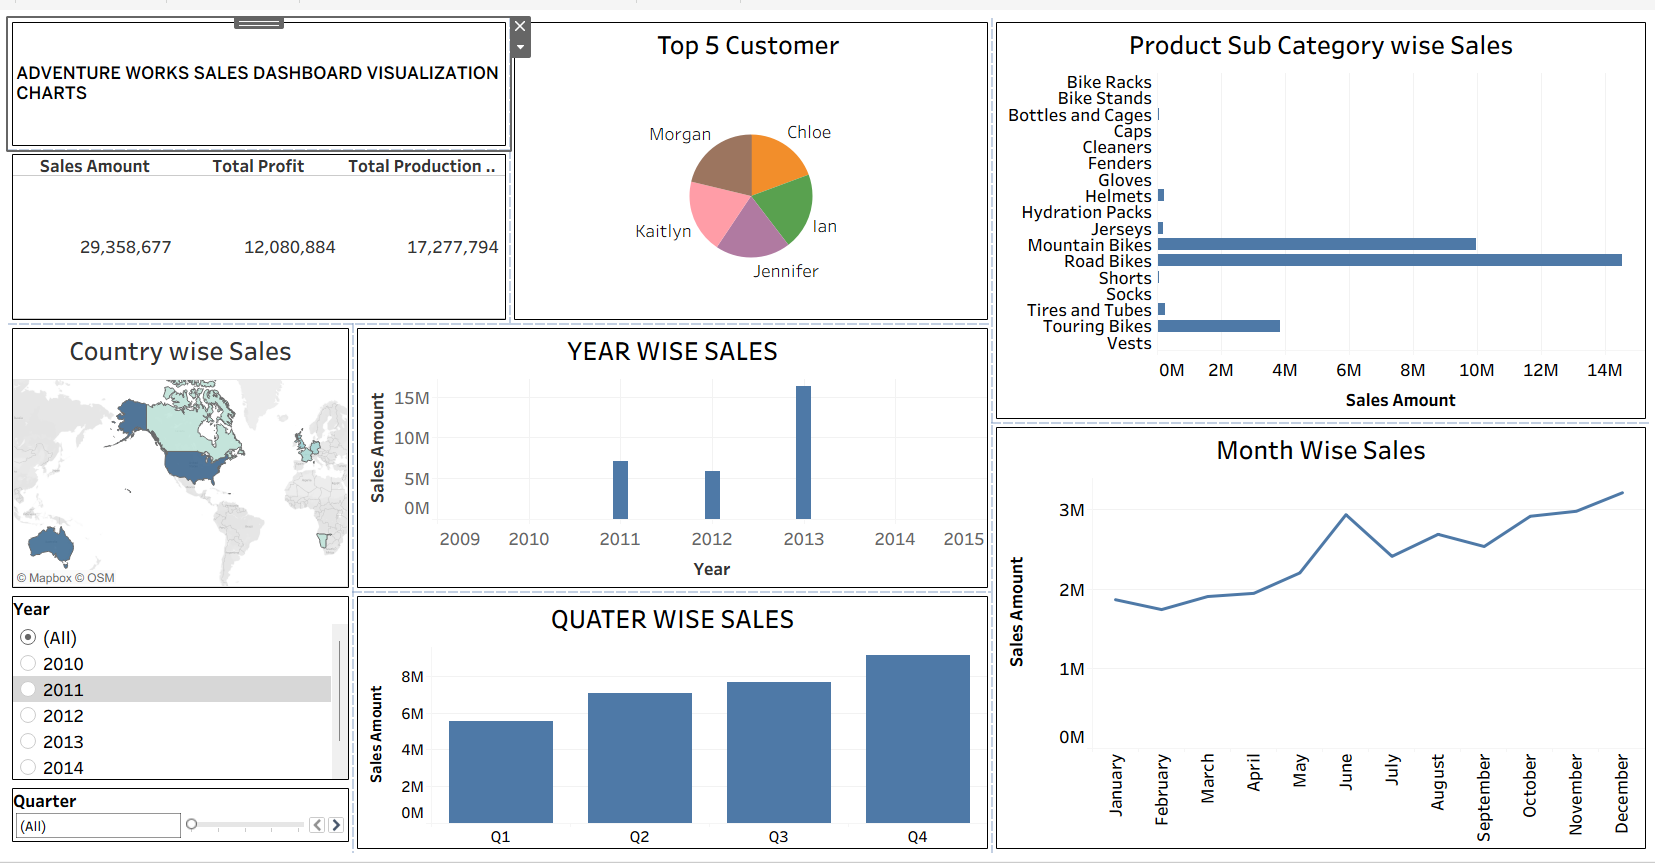 ADVENTURE WORKS SALES DASHBOARD VISUALIZATION
CHARTS
Sales Amount Total Profit Total Production ..
29,358,677 12,080,884 17,277,794
Top 5 Customer
Morgan
Chloe
Kaitlyn
Ian
Jennifer
Product Sub Category wise Sales
Bike Racks
Bike Stands
Bottles and Cages
Caps
Cleaners
Fenders
Gloves
Helmets
Hydration Packs
Jerseys
Mountain Bikes
Road Bikes
Shorts
Socks
Tires and Tubes
Touring Bikes
Vests
0M 2M 4M 6M 8M 10M 12M 14M
Sales Amount
Country wise Sales
© Mapbox © OSM
YEAR WISE SALES
Sales Amount
15M
10M
5M
0M
2009 2010 2011 2012 2013 2014 2015
Year
Month Wise Sales
Sales Amount
3M
2M
1M
0M
January
February
March
April
May
June
July
August
September
October
November
December
Year
(All)
2010
2011
2012
2013
2014
Quarter
(All)
QUATER WISE SALES
Sales Amount
8M
6M
4M
2M
0M
Q1 Q2 Q3 Q4